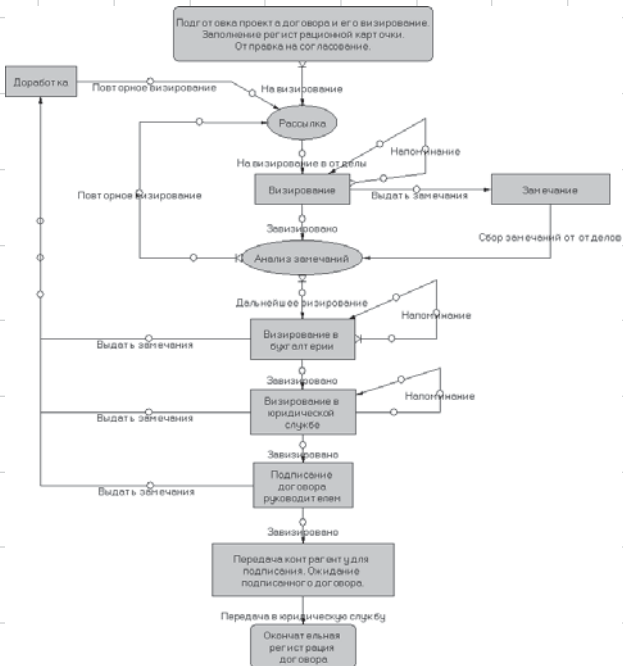 Подготовка проекта договора и его визирование.
Заполнение регистрационной карточки.
Отправка на согласование.
Доработка
Повторное визирование
На визирование
Рассылка
На визирование в отделы
Напоминание
Повторное визирование
Визирование
Выдать замечания
Замечание
Завизировано
Сбор замечаний от отделов
Анализ замечаний
Дальнейшее визирование
Напоминание
Визирование в
бухгалтерии
Выдать замечания
Завизировано
Напоминание
Визирование в
юридической
службе
Выдать замечания
Завизировано
Подписание
договора
руководителем
Выдать замечания
Завизировано
Передача контрагенту для
подписания. Ожидание
подписанного договора.
Передача в юридическую службу
Окончательная
регистрация
договора